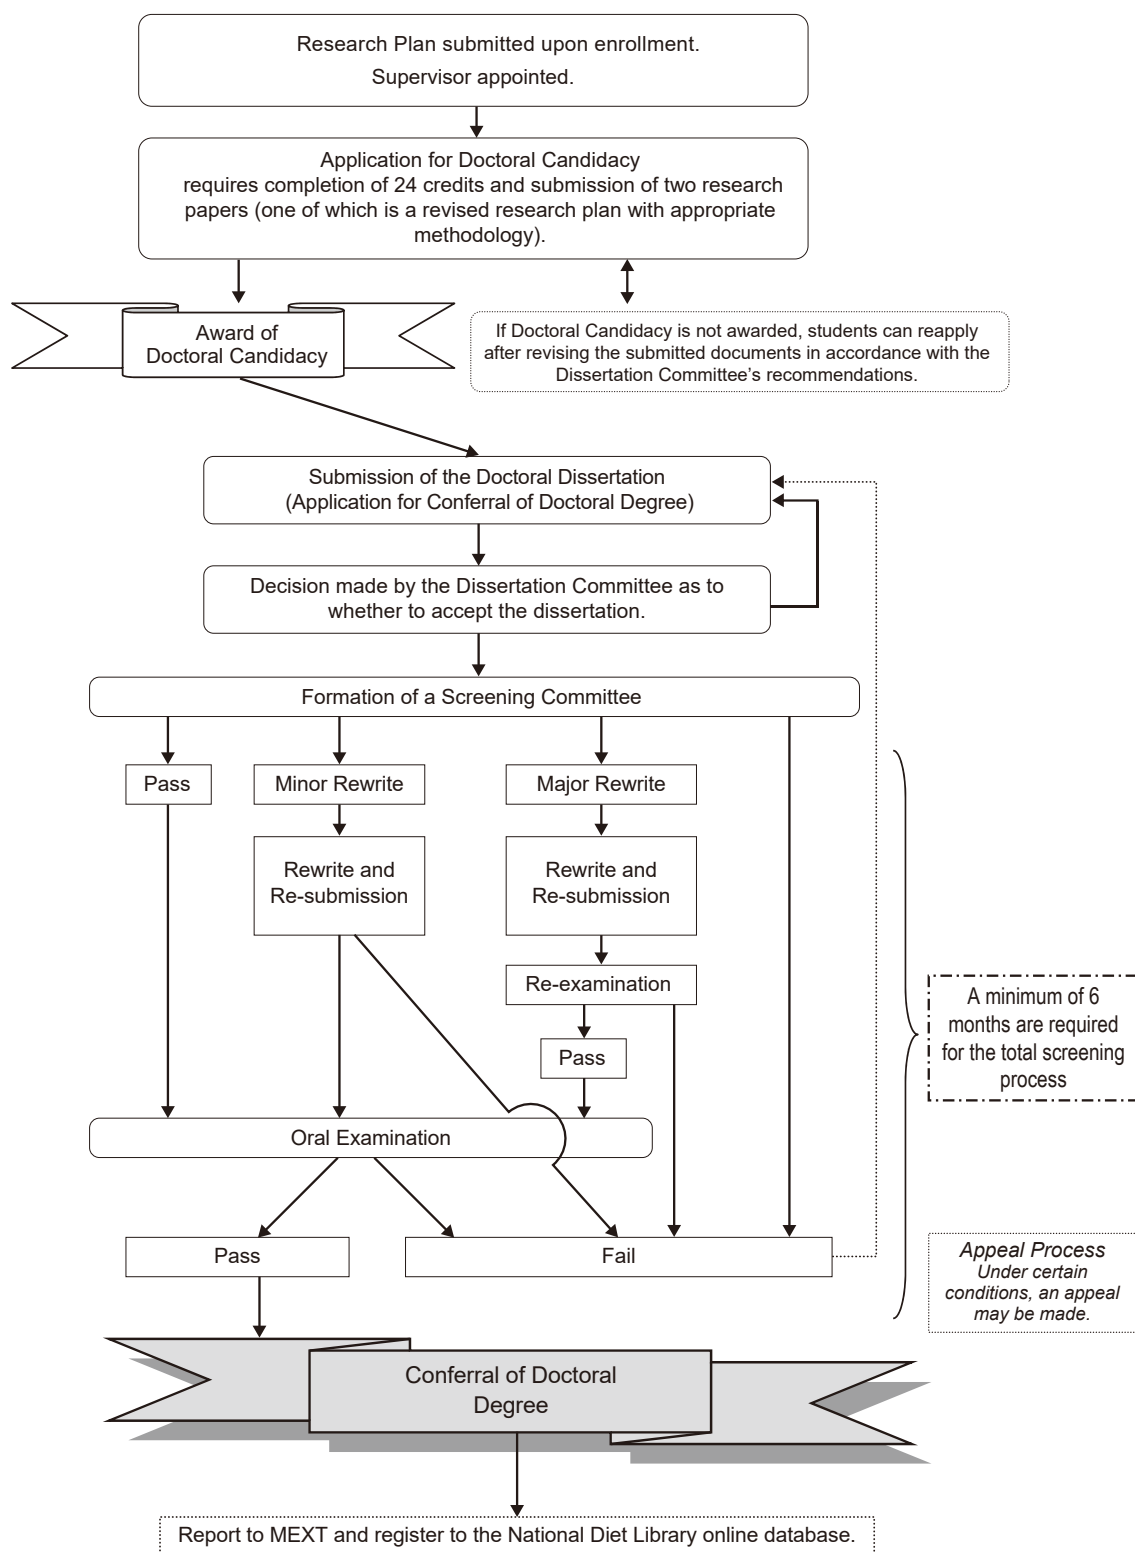 Research Plan submitted upon enrollment.
Supervisor appointed.
Application for Doctoral Candidacy
requires completion of 24 credits and submission of two research
papers (one of which is a revised research plan with appropriate
methodology).
Award of
Doctoral Candidacy
If Doctoral Candidacy is not awarded, students can reapply
after revising the submitted documents in accordance with the
Dissertation Committee’s recommendations.
Submission of the Doctoral Dissertation
(Application for Conferral of Doctoral Degree)
Decision made by the Dissertation Committee as to
whether to accept the dissertation.
Formation of a Screening Committee
Pass
Minor Rewrite
Major Rewrite
Rewrite and
Re-submission
Rewrite and
Re-submission
Re-examination
Pass
A minimum of 6
months are required
for the total screening
process
Oral Examination
Pass
Fail
Appeal Process
Under certain
conditions, an appeal
may be made.
Conferral of Doctoral
Degree
Report to MEXT and register to the National Diet Library online database.